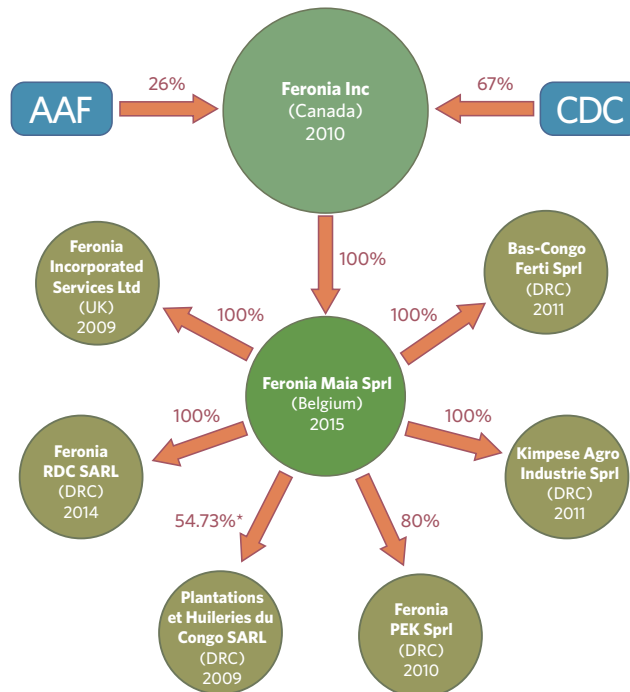 26%
67%
AAF
Feronia Inc
(Canada)
2010
CDC
100%
Feronia
Incorporated
Services Ltd
(UK)
2009
Bas-Congo
Ferti Sprl
(DRC)
2011
100%
100%
Feronia Maia Sprl
(Belgium)
2015
100%
100%
Feronia
RDC SARL
(DRC)
2014
Kimpese Agro
Industrie Sprl
(DRC)
2011
54.73%*
80%
Plantations
et Huileries du
Congo SARL
(DRC)
2009
Feronia
PEK Sprl
(DRC)
2010